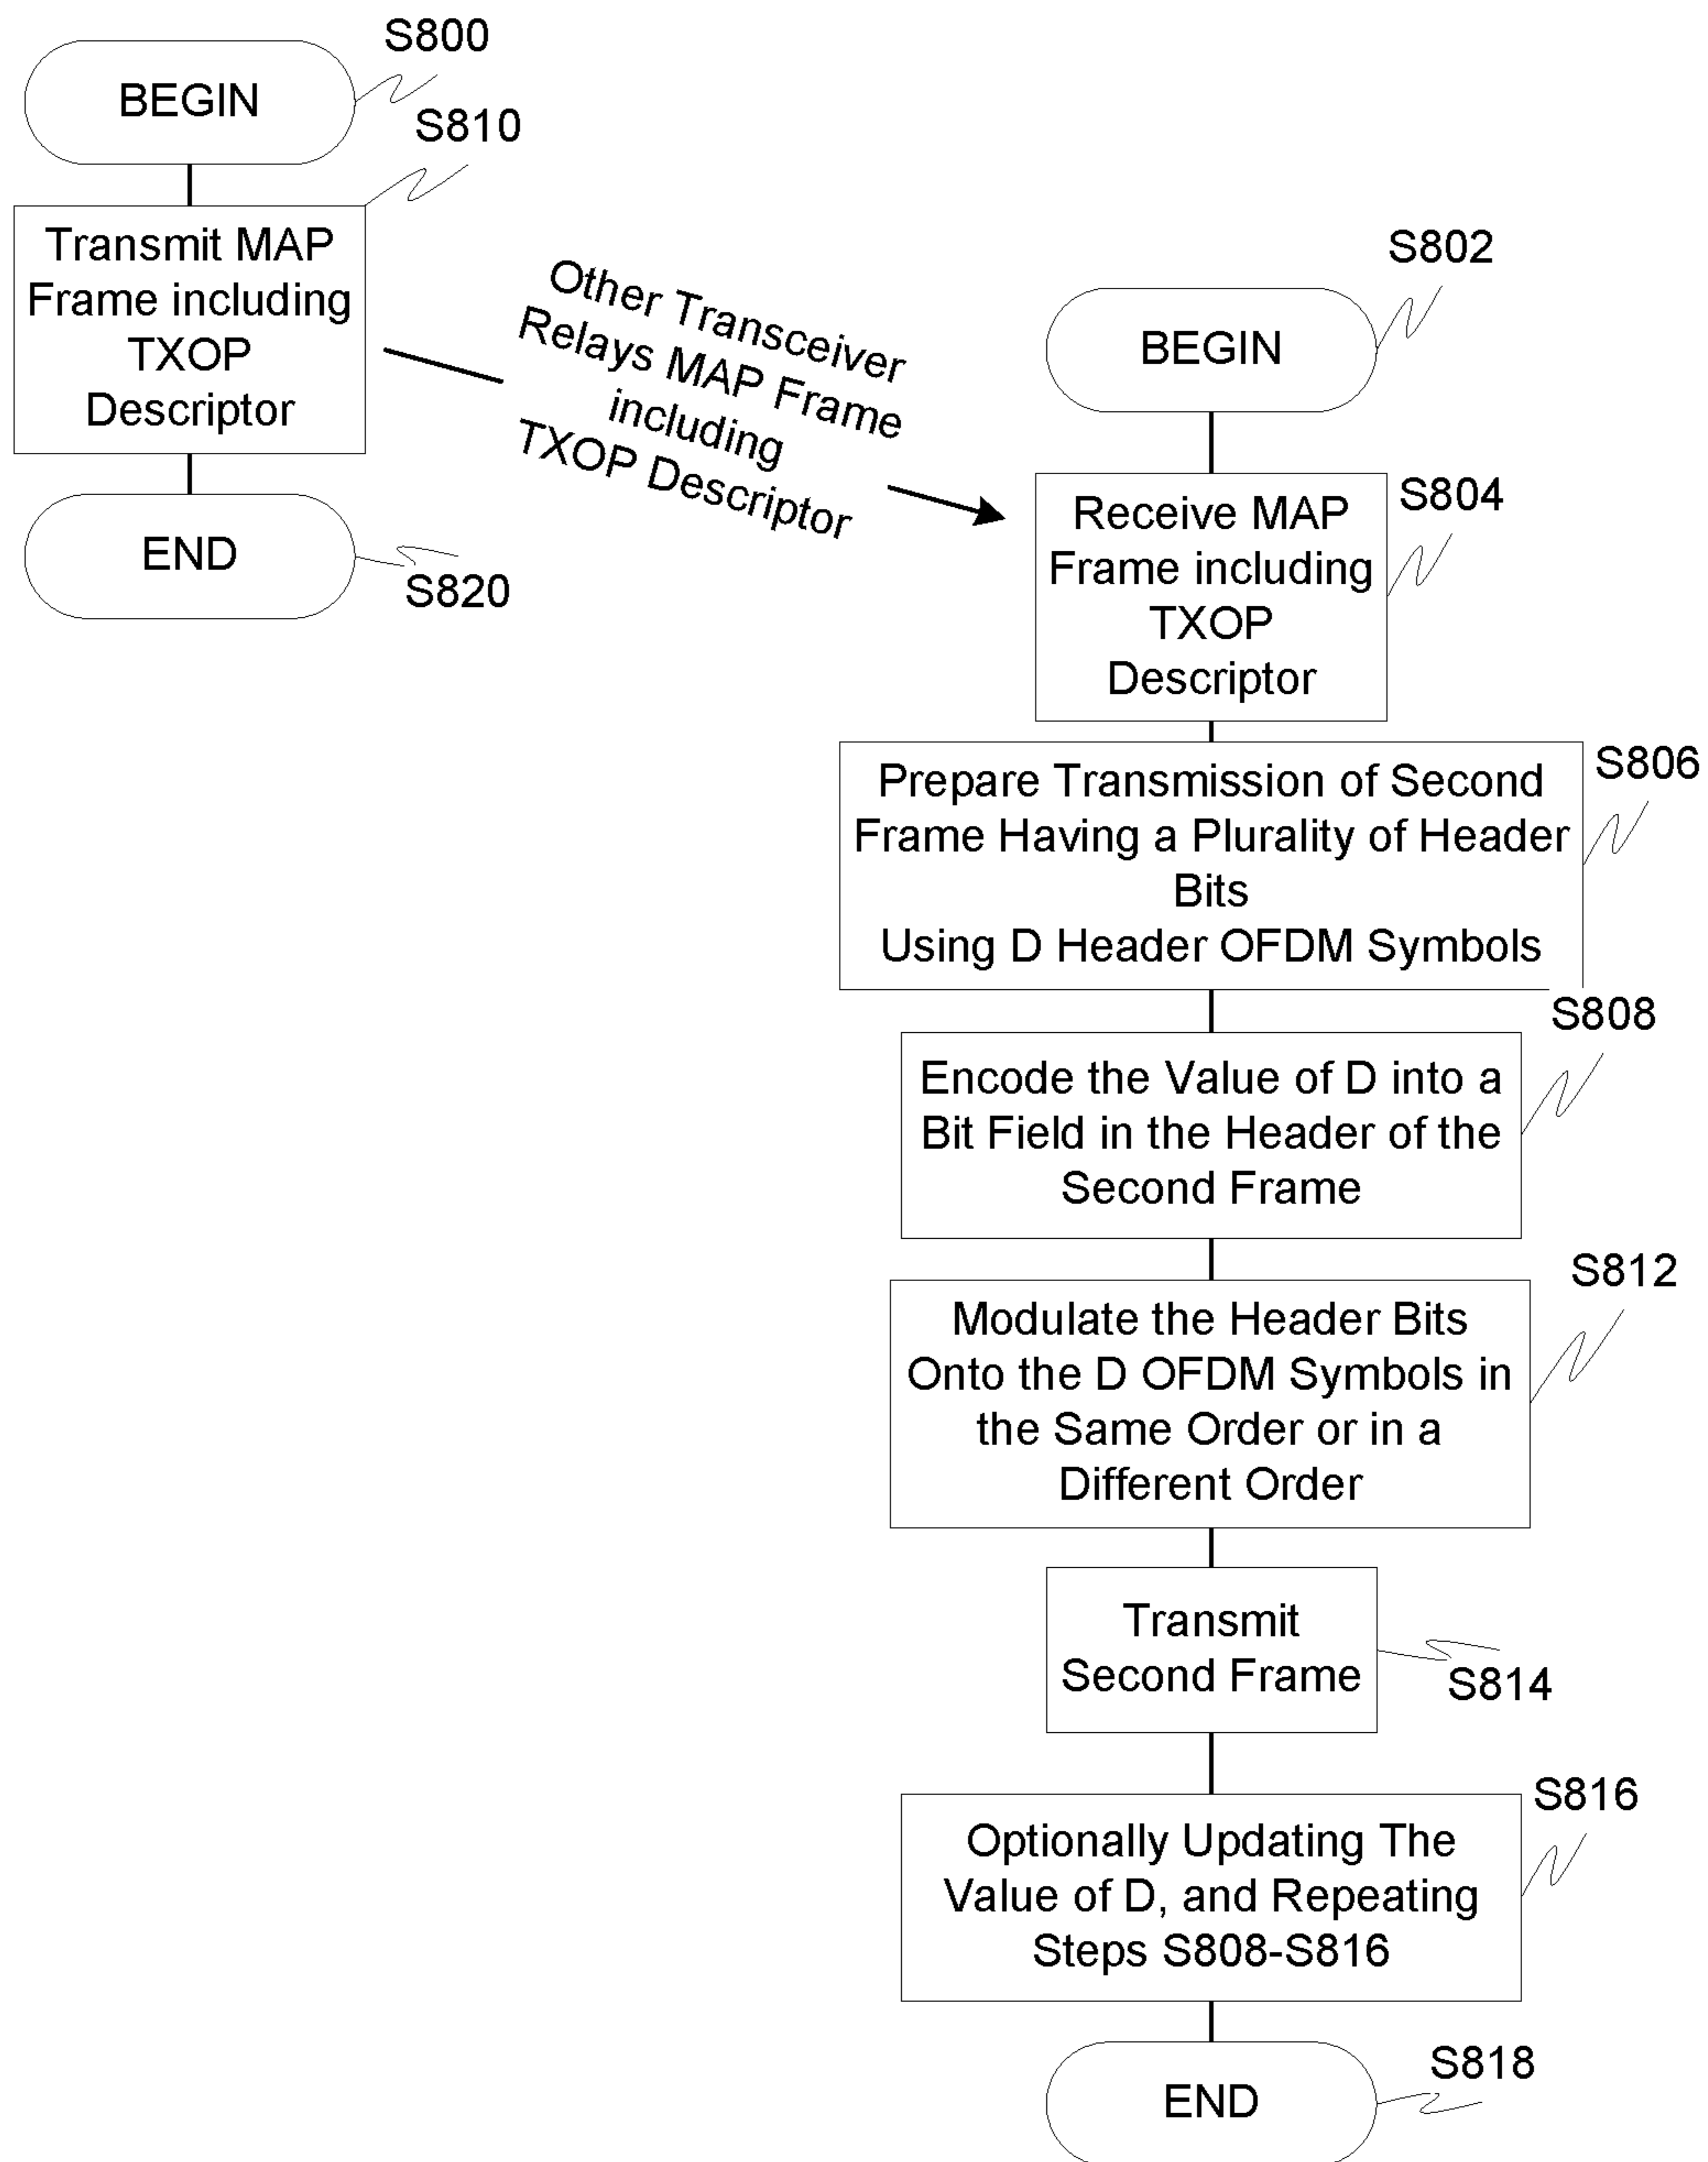 S800
BEGIN
S810
Transmit MAP
Frame including
TXOP
Descriptor
END
S820
Other Transceiver
Relays MAP Frame
including
TXOP Descriptor
S802
BEGIN
S804
Receive MAP
Frame including
TXOP
Descriptor
S806
Prepare Transmission of Second
Frame Having a Plurality of Header
Bits
Using D Header OFDM Symbols
S808
Encode the Value of D into a
Bit Field in the Header of the
Second Frame
S812
Modulate the Header Bits
Onto the D OFDM Symbols in
the Same Order or in a
Different Order
Transmit
Second Frame
S814
S816
Optionally Updating The
Value of D, and Repeating
Steps S808-S816
S818
END